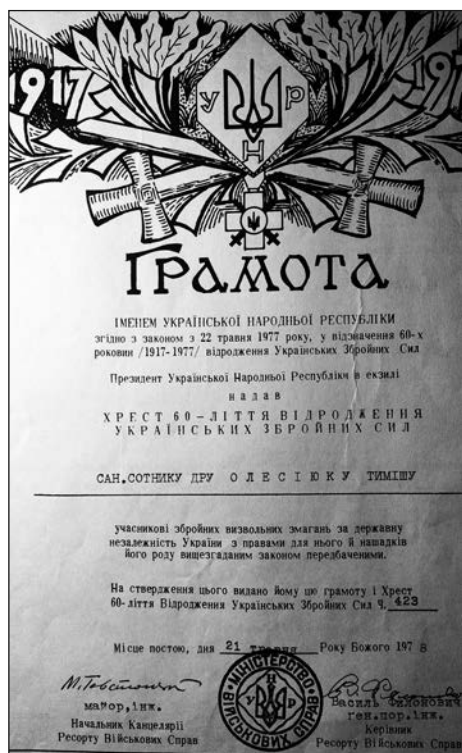 1917 197
У Н Р
ГРАМОТА
ІМЕНЕМ УКРАЇНСЬКОЇ НАРОДНЬОЇ РЕСПУБЛІКИ
згідно з законом з 22 травня 1977 року, у відзначення 60-х
роковин /1917-1977/ відродження Українських Збройних Сил
Президент Української Народньої Республіки в екзилі
надав
ХРЕСТ 60-ЛІТТЯ ВІДРОДЖЕННЯ
УКРАЇНСЬКИХ ЗБРОЙНИХ СИЛ
САН.СОТНИКУ ДРУ ОЛЕСІЮКУ ТИМІШУ
учасникові збройних визвольних змагань за державну
незалежність України з правами для нього й нащадків
його роду вищезгаданим законом передбаченими.
На ствердження цього видано йому цю грамоту і Хрест
60-ліття Відродження Українських Збройних Сил Ч. 423
Місце постою, дня 21 травня Року Божого 1978
МІНІСТЕРСТВО ВІЙСЬКОВИХ СПРАВ
У Н Р
майор,інж.
Начальник Канцелярії
Ресорту Військових Справ
Василь Филонович
ген.пор.інж.
Керівник
Ресорту Військових Справ